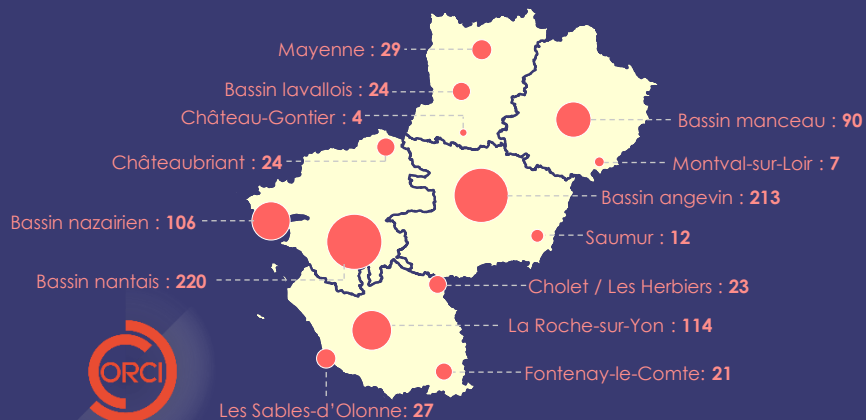 Mayenne : 29
Bassin lavallois : 24
Château-Gontier : 4
Bassin manceau : 90
Châteaubriant : 24
Montval-sur-Loir : 7
Bassin angevin : 213
Bassin nazairien : 106
Saumur : 12
Bassin nantais : 220
Cholet / Les Herbiers : 23
La Roche-sur-Yon : 114
Fontenay-le-Comte: 21
ORCI
Les Sables-d'Olonne: 27